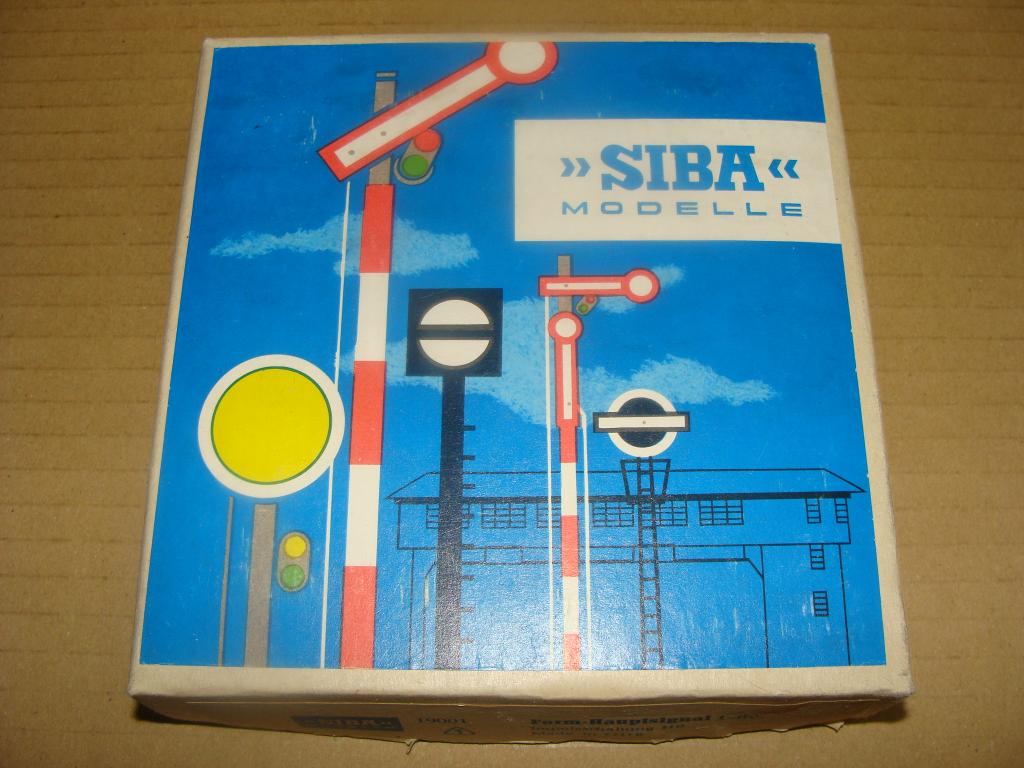 »SIBA«
MODELLE
»SIBA«
19001
Form-Hauptsignal